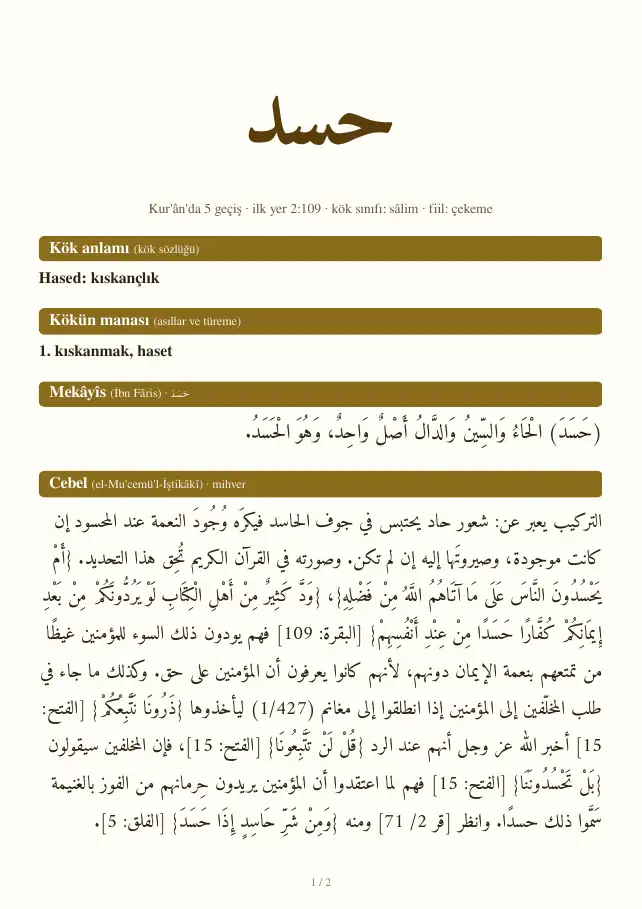 حسد
Kur'ân'da 5 geçiş · ilk yer 2:109 · kök sınıfı: sâlim · fiil: çekeme
Kök anlamı (kök sözlüğü)
Hased: kıskançlık
Kökün manası (asıllar ve türeme)
1. kıskanmak, haset
Mekâyîs (İbn Fâris) · حَسَدَ
(حَسَدَ) الْحَاءُ وَالسِّينُ وَالدَّالُ أَصْلٌ وَاحِدٌ، وَهُوَ الْحَسَدُ.
Cebel (el-Mu'cemü'l-İştikâkî) · mihver
التركيب يعبر عن: شعور حاد يحتبس في جوف الحاسد فيكرَه وُجُودَ النعمة عند المحسود إن
كانت موجودة، وصيروتَها إليه إن لم تكن. وصورته في القرآن الكريم تُحِق هذا التحديد. {أَمْ
يَحْسُدُونَ النَّاسَ عَلَى مَا آتَاهُمُ اللَّهُ مِنْ فَضْلِهِ}، {وَدَّ كَثِيرٌ مِنْ أَهْلِ الْكِتَابِ لَوْ يَرُدُّونَكُمْ مِنْ بَعْدِ
إِيمَانِكُمْ كُفَّارًا حَسَدًا مِنْ عِنْدِ أَنْفُسِهِمْ} [البقرة: 109] فهم يودون ذلك السوء للمؤمنين غيظًا
من تمتعهم بنعمة الإيمان دونهم، لأنهم كانوا يعرفون أن المؤمنين على حق. وكذلك ما جاء في
طلب المخلّفين إلى المؤمنين إذا انطلقوا إلى مغانم (1/427) ليأخذوها {ذَرُونَا نَتَّبِعْكُمْ} [الفتح:
15] أخبر الله عز وجل أنهم عند الرد {قُلْ لَنْ تَتَّبِعُونَا} [الفتح: 15]، فإن المخلفين سيقولون
{بَلْ تَحْسُدُونَنَا} [الفتح: 15] فهم لما اعتقدوا أن المؤمنين يريدون حِرمانهم من الفوز بالغنيمة
سَمَّوا ذلك حسدًا. وانظر [قر 2/ 71] ومنه {وَمِنْ شَرِّ حَاسِدٍ إِذَا حَسَدَ} [الفلق: 5].
1 / 2